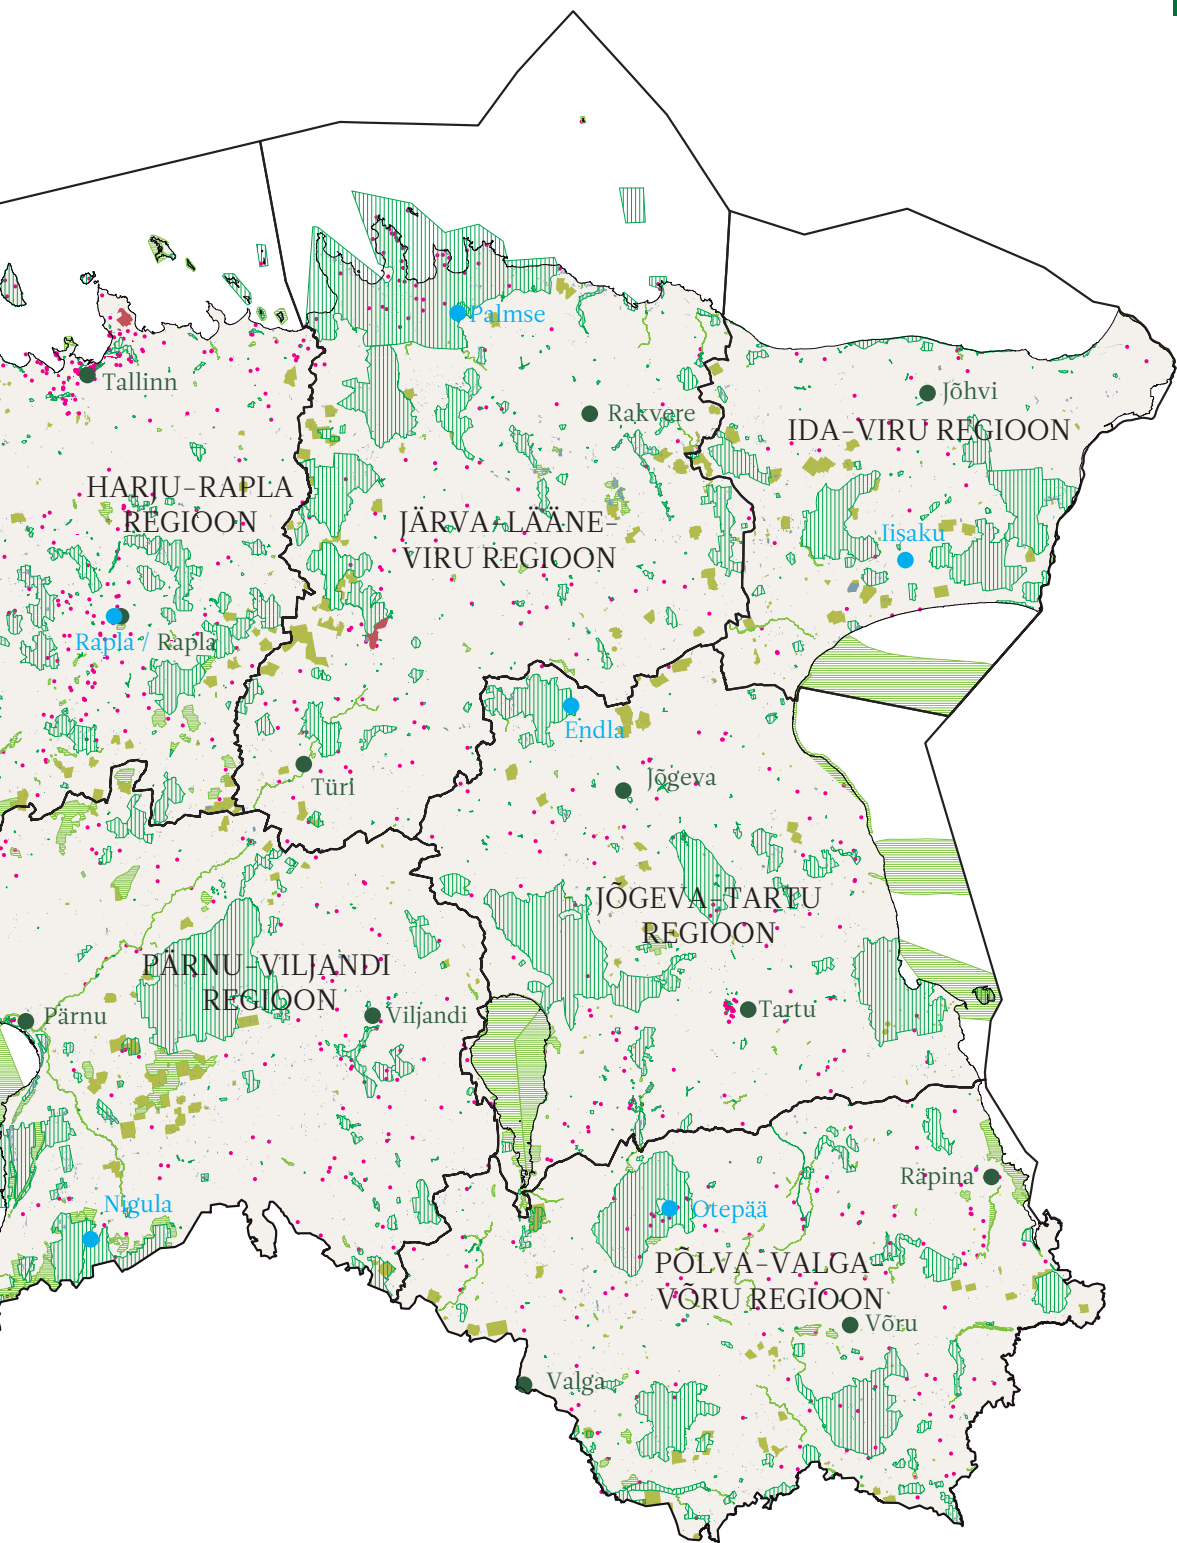 Palmse
Tallinn
Jõhvi
Rakvere
IDA-VIRU REGIOON
HARJU-RAPLA
REGIOON
JÄRVA-LÄÄNE-
VIRU REGIOON
Iisaku
Rapla / Rapla
Endla
Jõgeva
Türi
JÕGEVA-TARTU
REGIOON
PÄRNU-VILJANDI
REGIOON
Pärnu
Viljandi
Tartu
Räpina
Nigula
Otepää
PÕLVA-VALGA-
VÕRU REGIOON
Võru
Valga